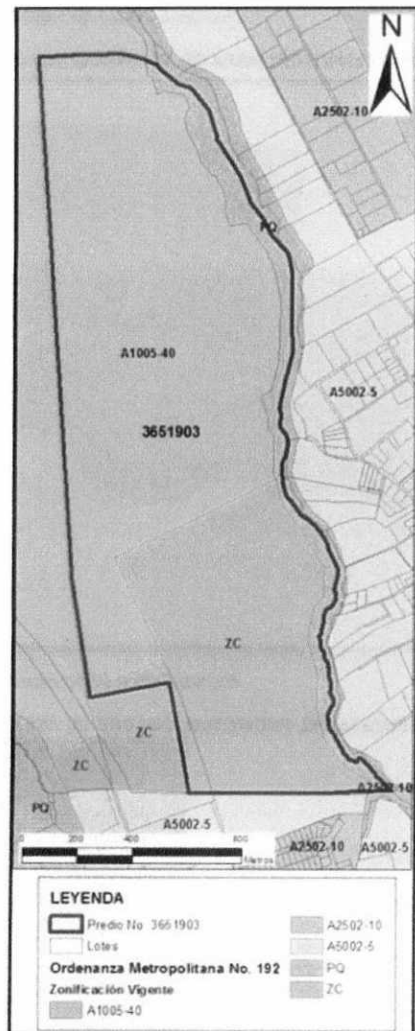 N
A2502-10
PQ
A1005-40
A5002-5
3651903
ZC
ZC
ZC
PQ
A2502-10
A5002-5
A2502-10
A5002-5
0 200 400 800
Metros
LEYENDA
Predio No. 3651903
Lotes
Ordenanza Metropolitana No. 192
Zonificación Vigente
A1005-40
A2502-10
A5002-5
PQ
ZC